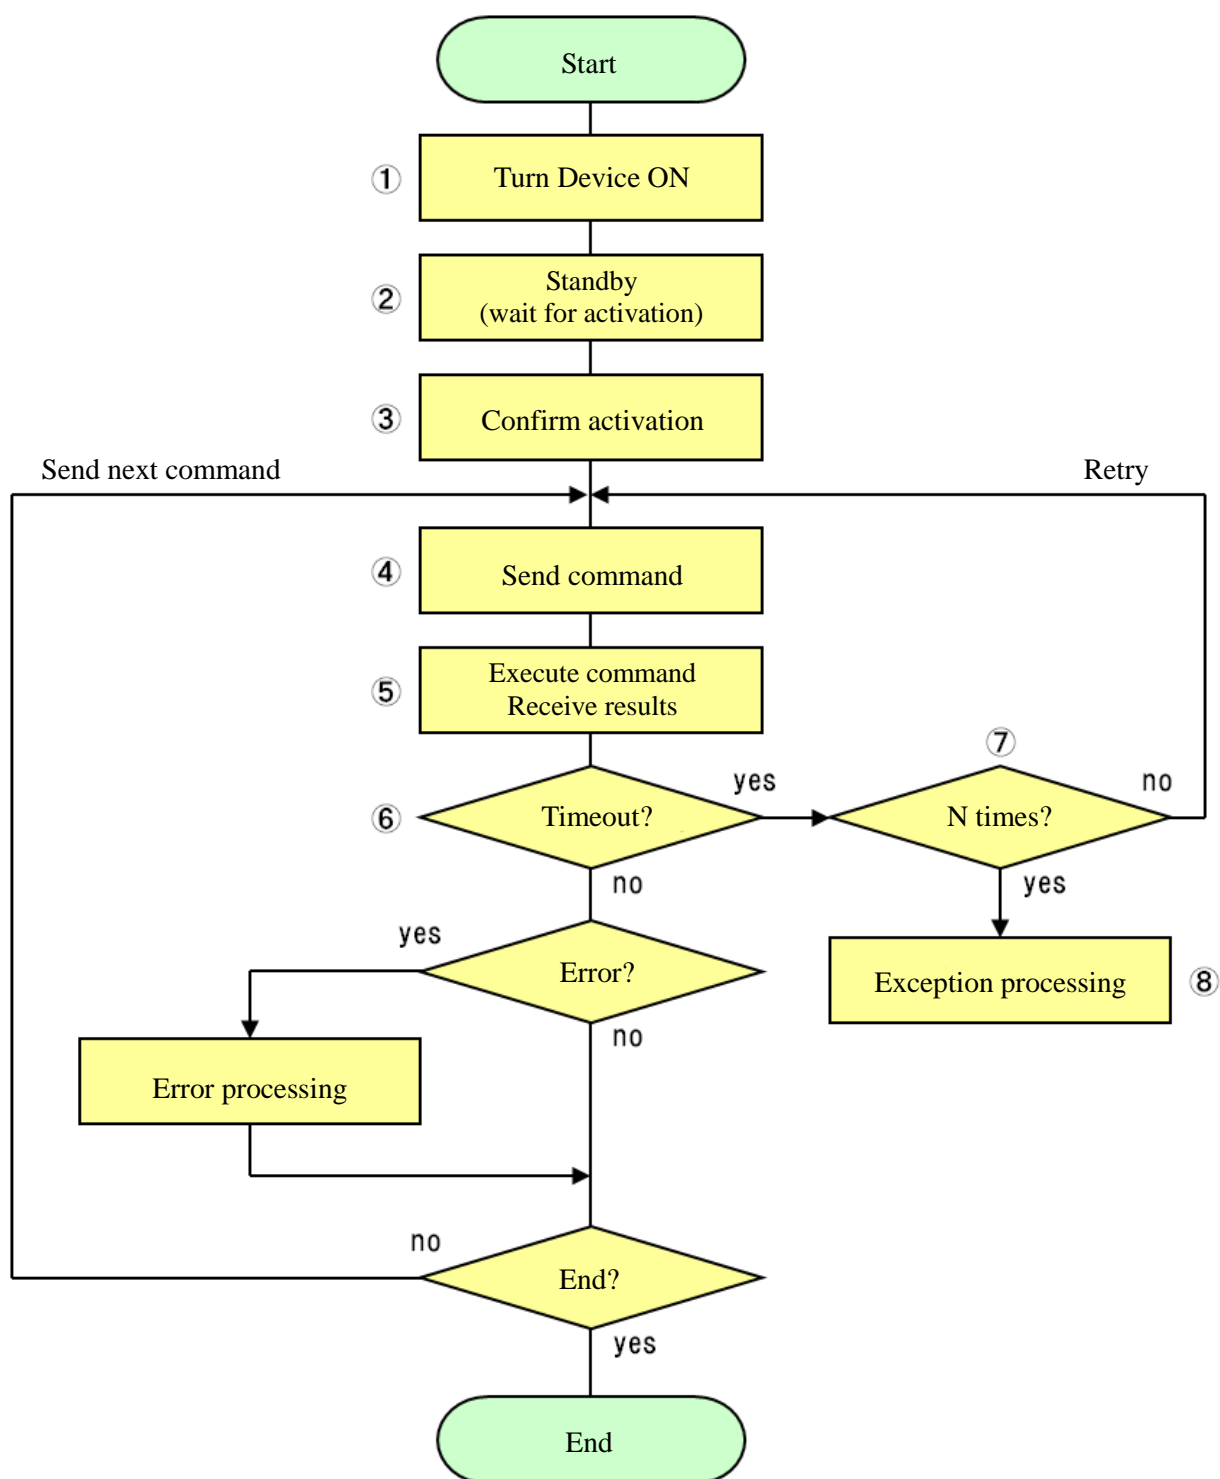 Start
① Turn Device ON
② Standby
(wait for activation)
③ Confirm activation
Send next command
Retry
④ Send command
⑤ Execute command
Receive results
⑥ Timeout?
yes
⑦
N times?
no
no
yes
yes
Error?
Exception processing ⑧
no
Error processing
no
End?
yes
End